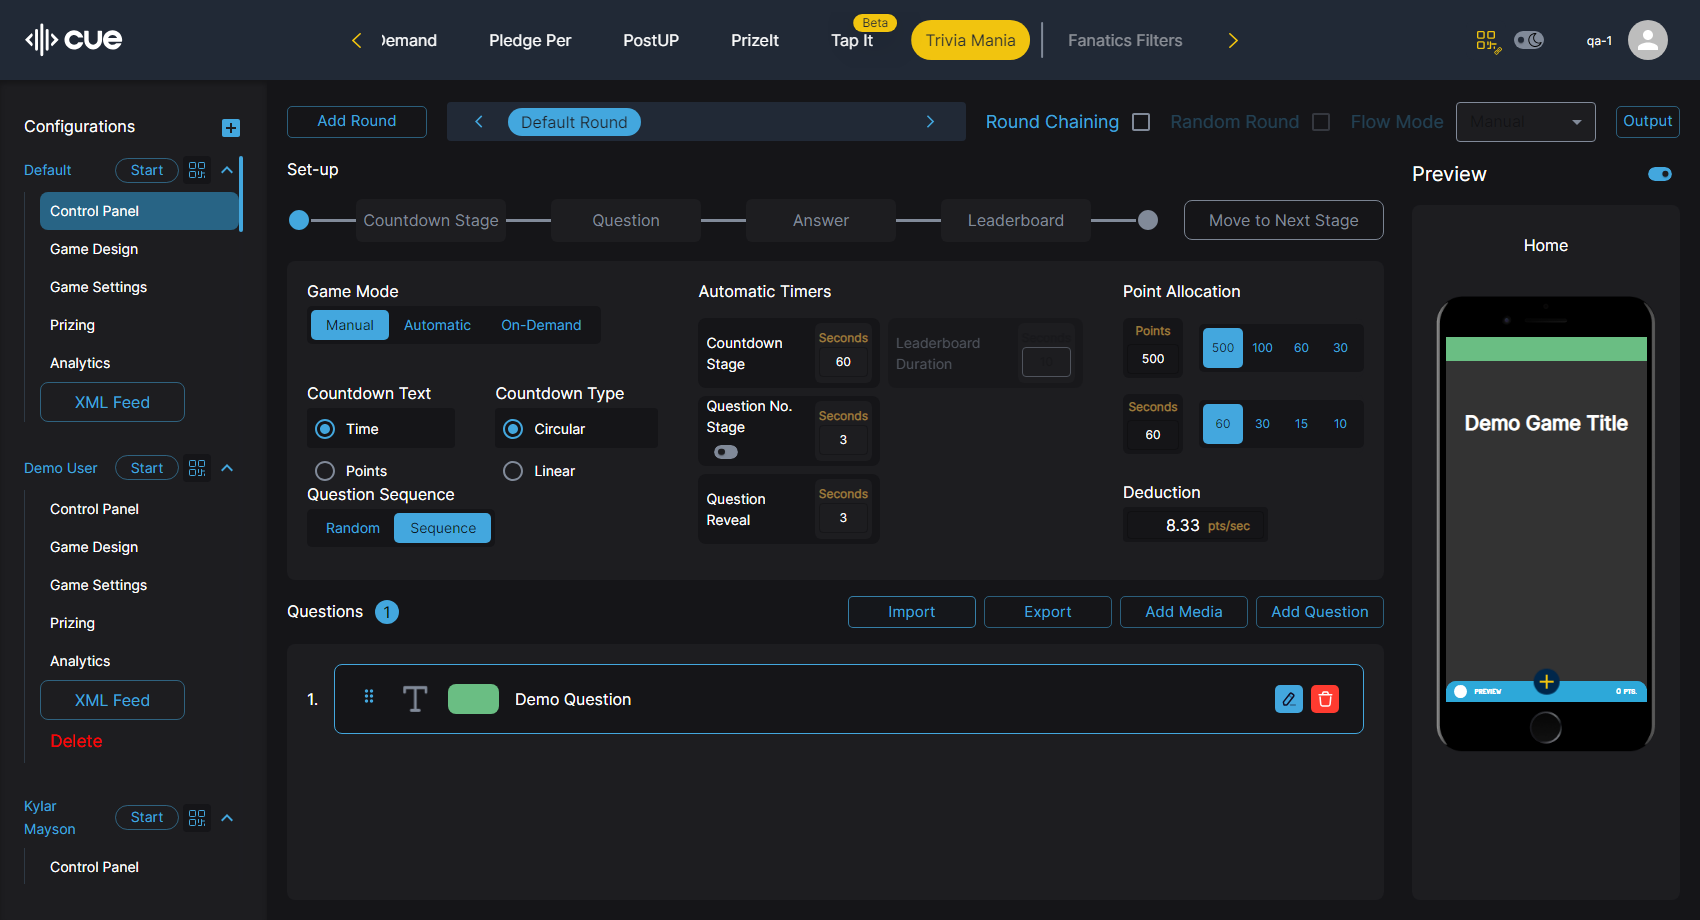 cue
Demand
Pledge Per
PostUP
PrizeIt
Beta
Tap It
Trivia Mania
Fanatics Filters
qa-1
Configurations
Default
Start
Control Panel
Game Design
Game Settings
Prizing
Analytics
XML Feed
Demo User
Start
Control Panel
Game Design
Game Settings
Prizing
Analytics
XML Feed
Delete
Kylar
Mayson
Start
Control Panel
Add Round
Default Round
Round Chaining
Random Round
Flow Mode
Manual
Output
Set-up
Countdown Stage
Question
Answer
Leaderboard
Move to Next Stage
Game Mode
Manual
Automatic
On-Demand
Countdown Text
Time
Points
Countdown Type
Circular
Linear
Question Sequence
Random
Sequence
Automatic Timers
Countdown
Stage
Seconds
60
Leaderboard
Duration
Question No.
Stage
Seconds
3
Question
Reveal
Seconds
3
Point Allocation
Points
500
500
100
60
30
Seconds
60
60
30
15
10
Deduction
8.33 pts/sec
Questions 1
Import
Export
Add Media
Add Question
1.
Demo Question
Preview
Home
Demo Game Title
PREVIEW
0 PTS.